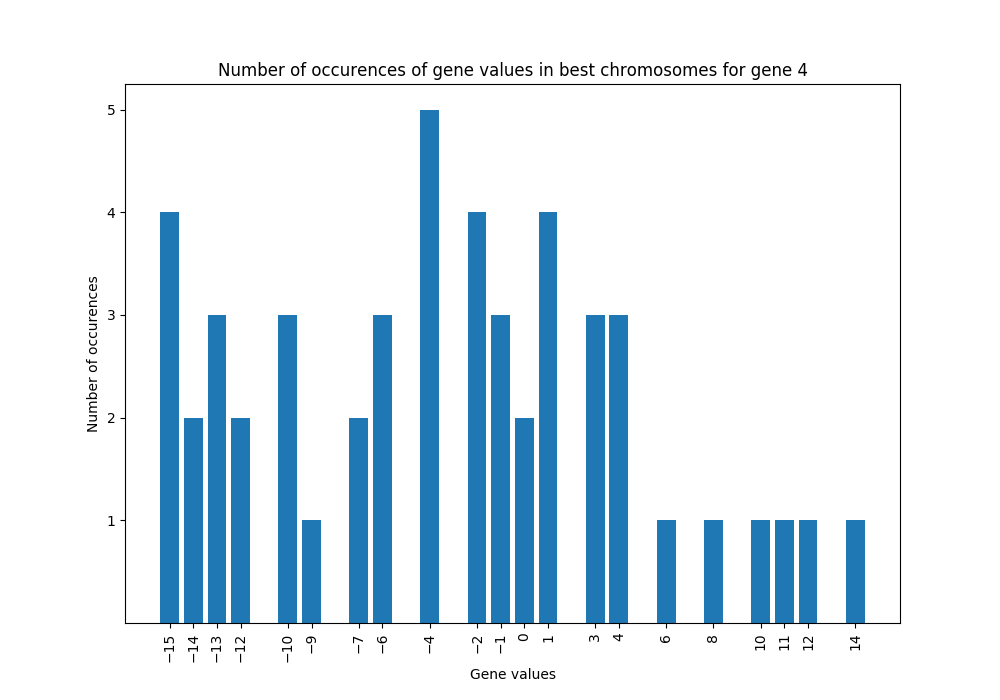 Number of occurences of gene values in best chromosomes for gene 4
5
4
3
2
1
Number of occurences
−15 −14 −13 −12 −10 −9 −7 −6 −4 −2 −1 0 1 3 4 6 8 10 11 12 14
Gene values